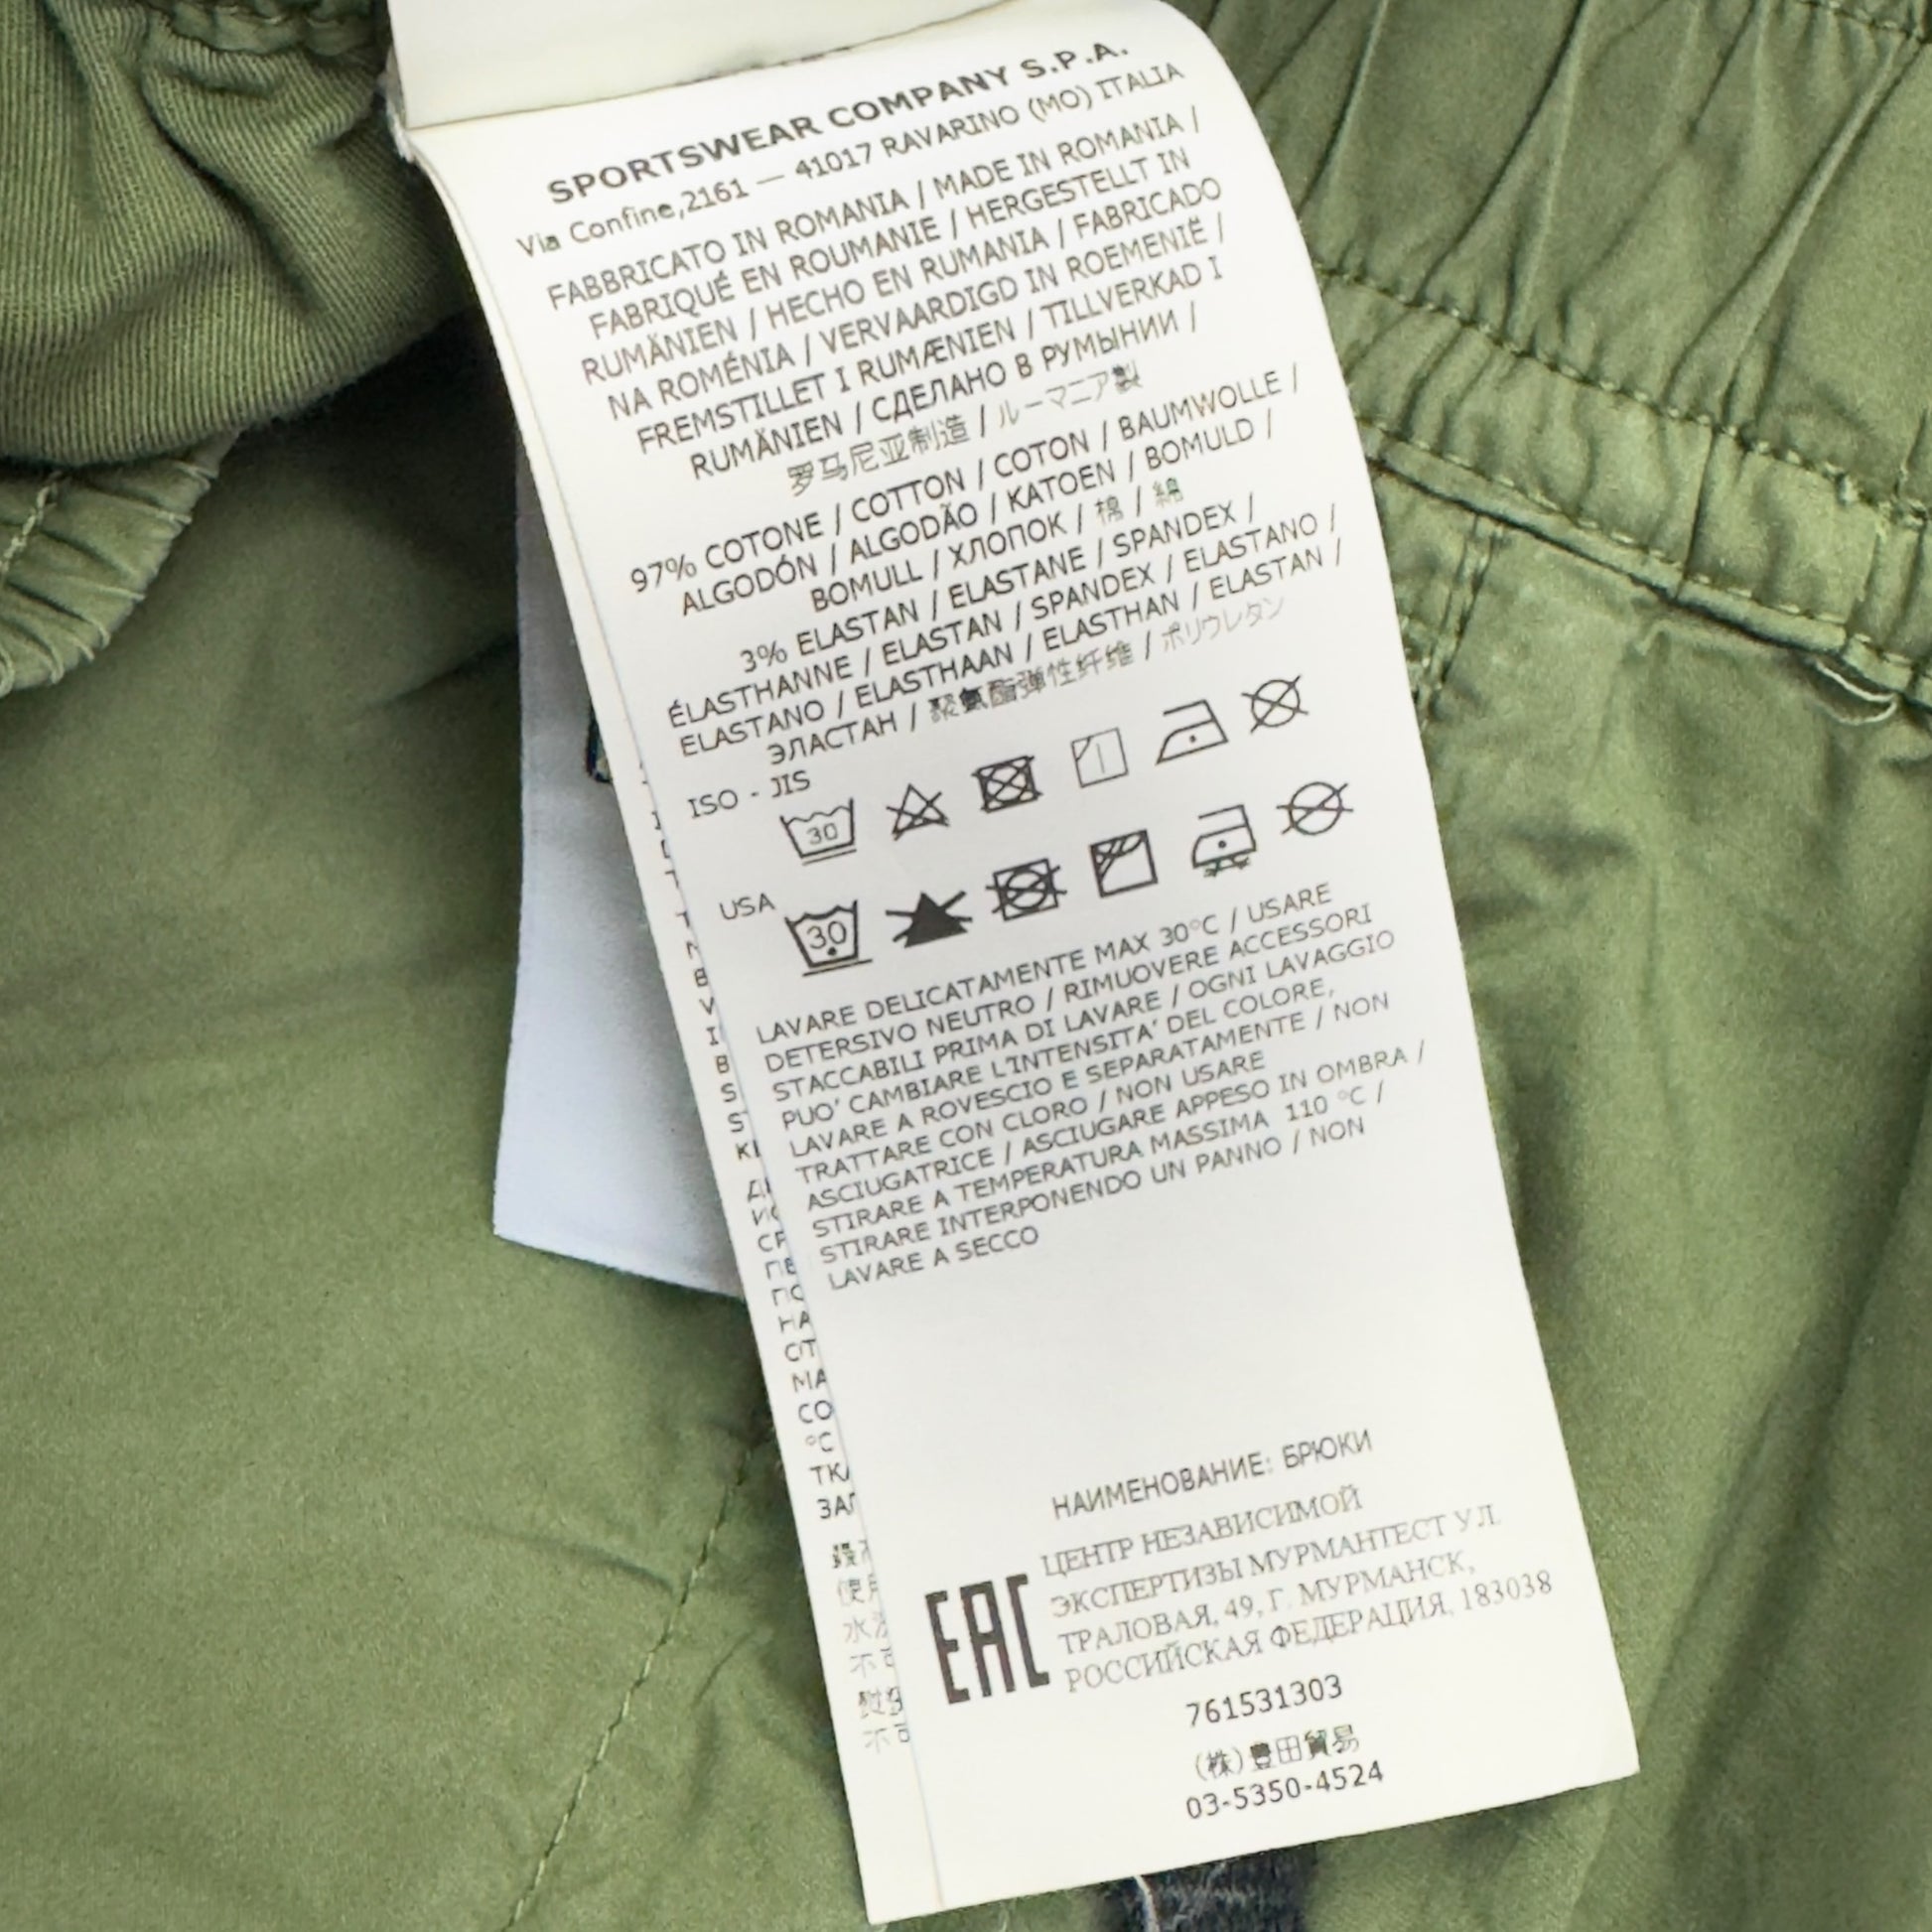 SPORTSWEAR COMPANY S.P.A.
Via Confine,2161 — 41017 RAVARINO (MO) ITALIA
FABBRICATO IN ROMANIA / MADE IN ROMANIA /
FABRIQUÉ EN ROUMANIE / HERGESTELLT IN
RUMÄNIEN / HECHO EN RUMANIA / FABRICADO
NA ROMÉNIA / VERVAARDIGD IN ROEMENIË /
FREMSTILLET I RUMÆNIEN / TILLVERKAD I
RUMÄNIEN / СДЕЛАНО В РУМЫНИИ /
罗马尼亚制造 / ルーマニア製
97% COTONE / COTTON / COTON / BAUMWOLLE /
ALGODÓN / ALGODÃO / KATOEN / BOMULD /
BOMULL / ХЛОПОК / 棉 / 綿
3% ELASTAN / ELASTANE / SPANDEX /
ÉLASTHANNE / ELASTAN / SPANDEX / ELASTANO /
ELASTANO / ELASTHAAN / ELASTHAN / ELASTAN /
ЭЛАСТАН / 聚氨酯弹性纤维 / ポリウレタン
ISO - JIS
30
USA
30
LAVARE DELICATAMENTE MAX 30°C / USARE
DETERSIVO NEUTRO / RIMUOVERE ACCESSORI
STACCABILI PRIMA DI LAVARE / OGNI LAVAGGIO
PUO' CAMBIARE L'INTENSITA' DEL COLORE,
LAVARE A ROVESCIO E SEPARATAMENTE / NON
TRATTARE CON CLORO / NON USARE
ASCIUGATRICE / ASCIUGARE APPESO IN OMBRA /
STIRARE A TEMPERATURA MASSIMA 110 °C /
STIRARE INTERPONENDO UN PANNO / NON
LAVARE A SECCO
НАИМЕНОВАНИЕ: БРЮКИ
ЦЕНТР НЕЗАВИСИМОЙ
ЭКСПЕРТИЗЫ МУРМАНТЕСТ УЛ.
ТРАЛОВАЯ, 49, Г. МУРМАНСК,
РОССИЙСКАЯ ФЕДЕРАЦИЯ, 183038
EAC
761531303
(株)豊田貿易
03-5350-4524